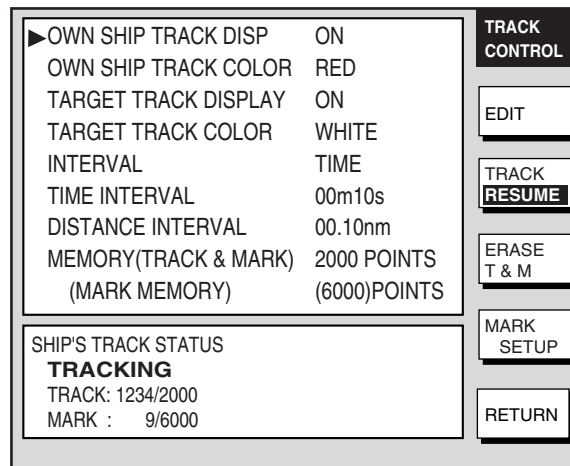 ▶OWN SHIP TRACK DISP ON
OWN SHIP TRACK COLOR RED
TARGET TRACK DISPLAY ON
TARGET TRACK COLOR WHITE
INTERVAL TIME
TIME INTERVAL 00m10s
DISTANCE INTERVAL 00.10nm
MEMORY(TRACK & MARK) 2000 POINTS
(MARK MEMORY) (6000)POINTS
SHIP'S TRACK STATUS
TRACKING
TRACK: 1234/2000
MARK : 9/6000
TRACK
CONTROL
EDIT
TRACK
RESUME
ERASE
T & M
MARK
SETUP
RETURN